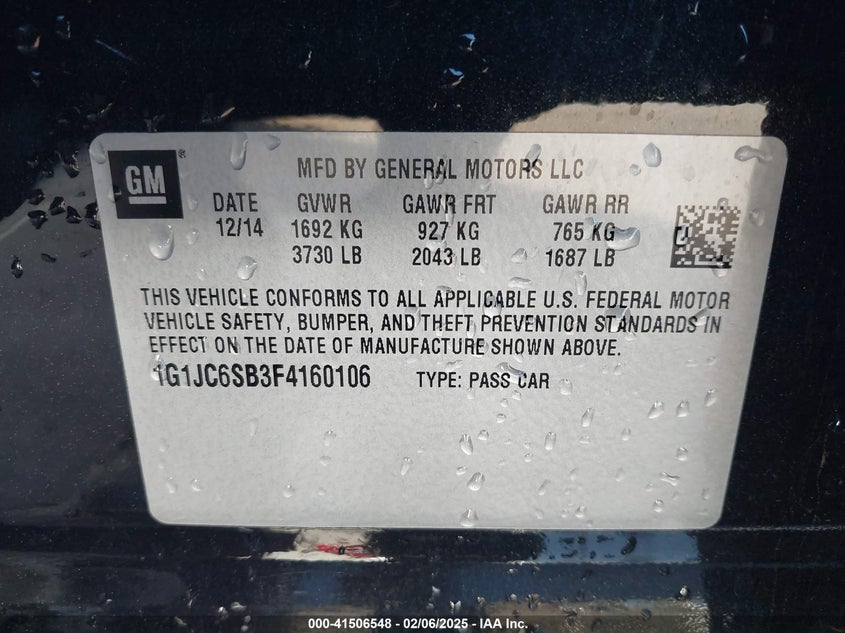 GM ®
MFD BY GENERAL MOTORS LLC
DATE GVWR GAWR FRT GAWR RR
12/14 1692 KG 927 KG 765 KG
3730 LB 2043 LB 1687 LB
THIS VEHICLE CONFORMS TO ALL APPLICABLE U.S. FEDERAL MOTOR
VEHICLE SAFETY, BUMPER, AND THEFT PREVENTION STANDARDS IN
EFFECT ON THE DATE OF MANUFACTURE SHOWN ABOVE.
1G1JC6SB3F4160106 TYPE: PASS CAR
000-41506548 - 02/06/2025 - IAA Inc.